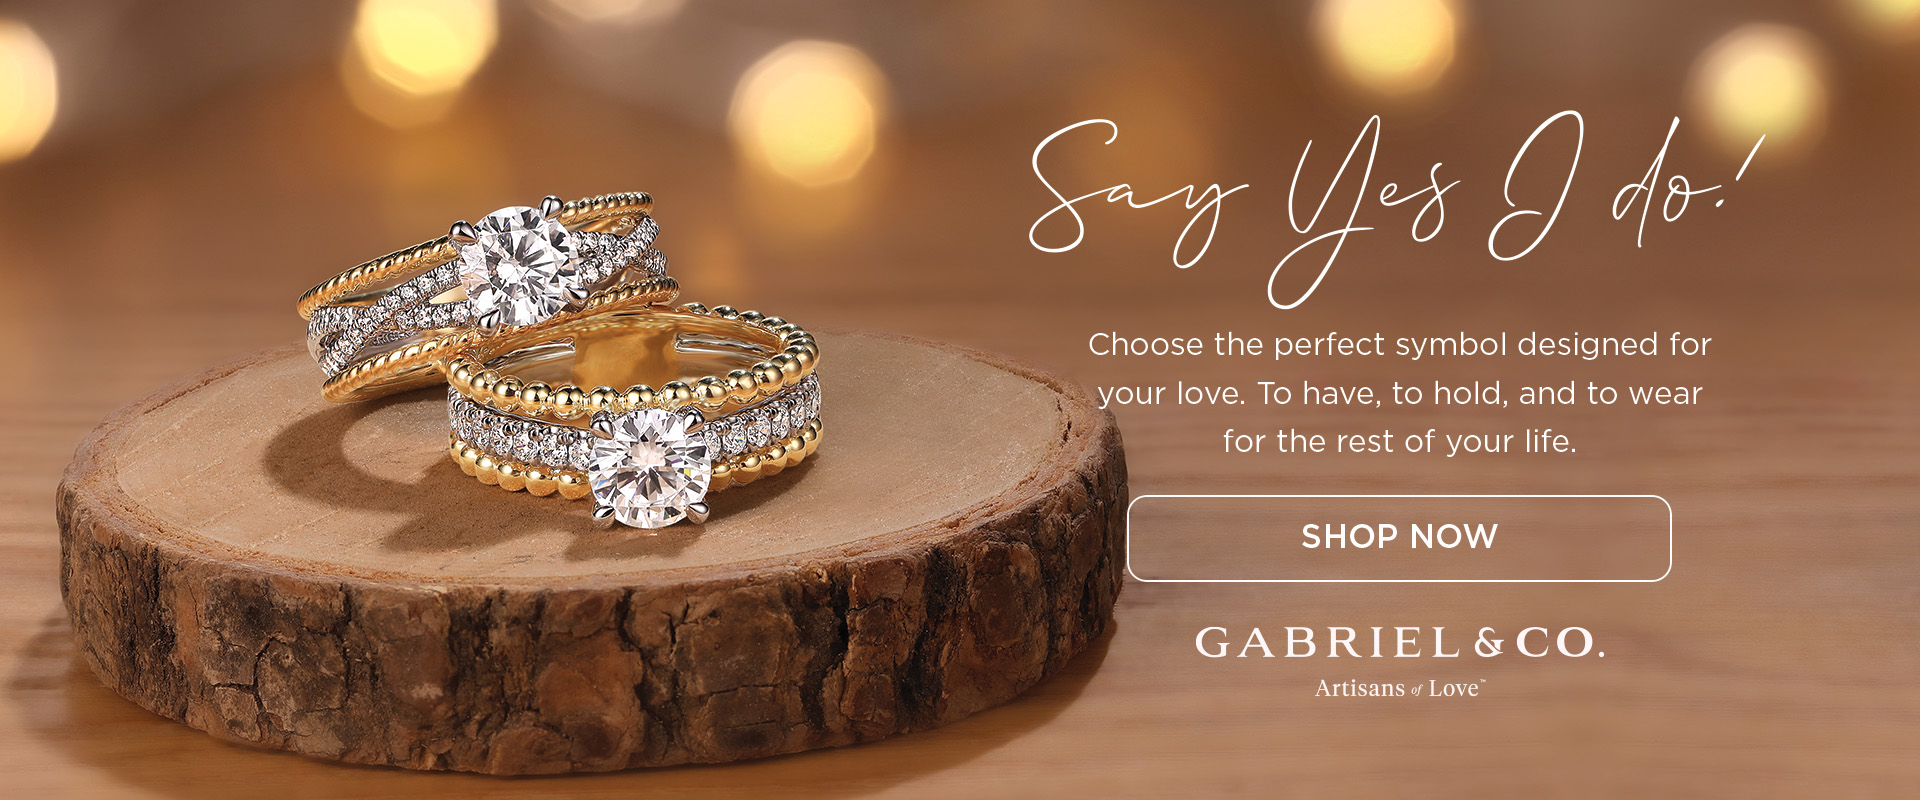 Say Yes I do!
Choose the perfect symbol designed for
your love. To have, to hold, and to wear
for the rest of your life.
SHOP NOW
GABRIEL & CO.
Artisans of Love™